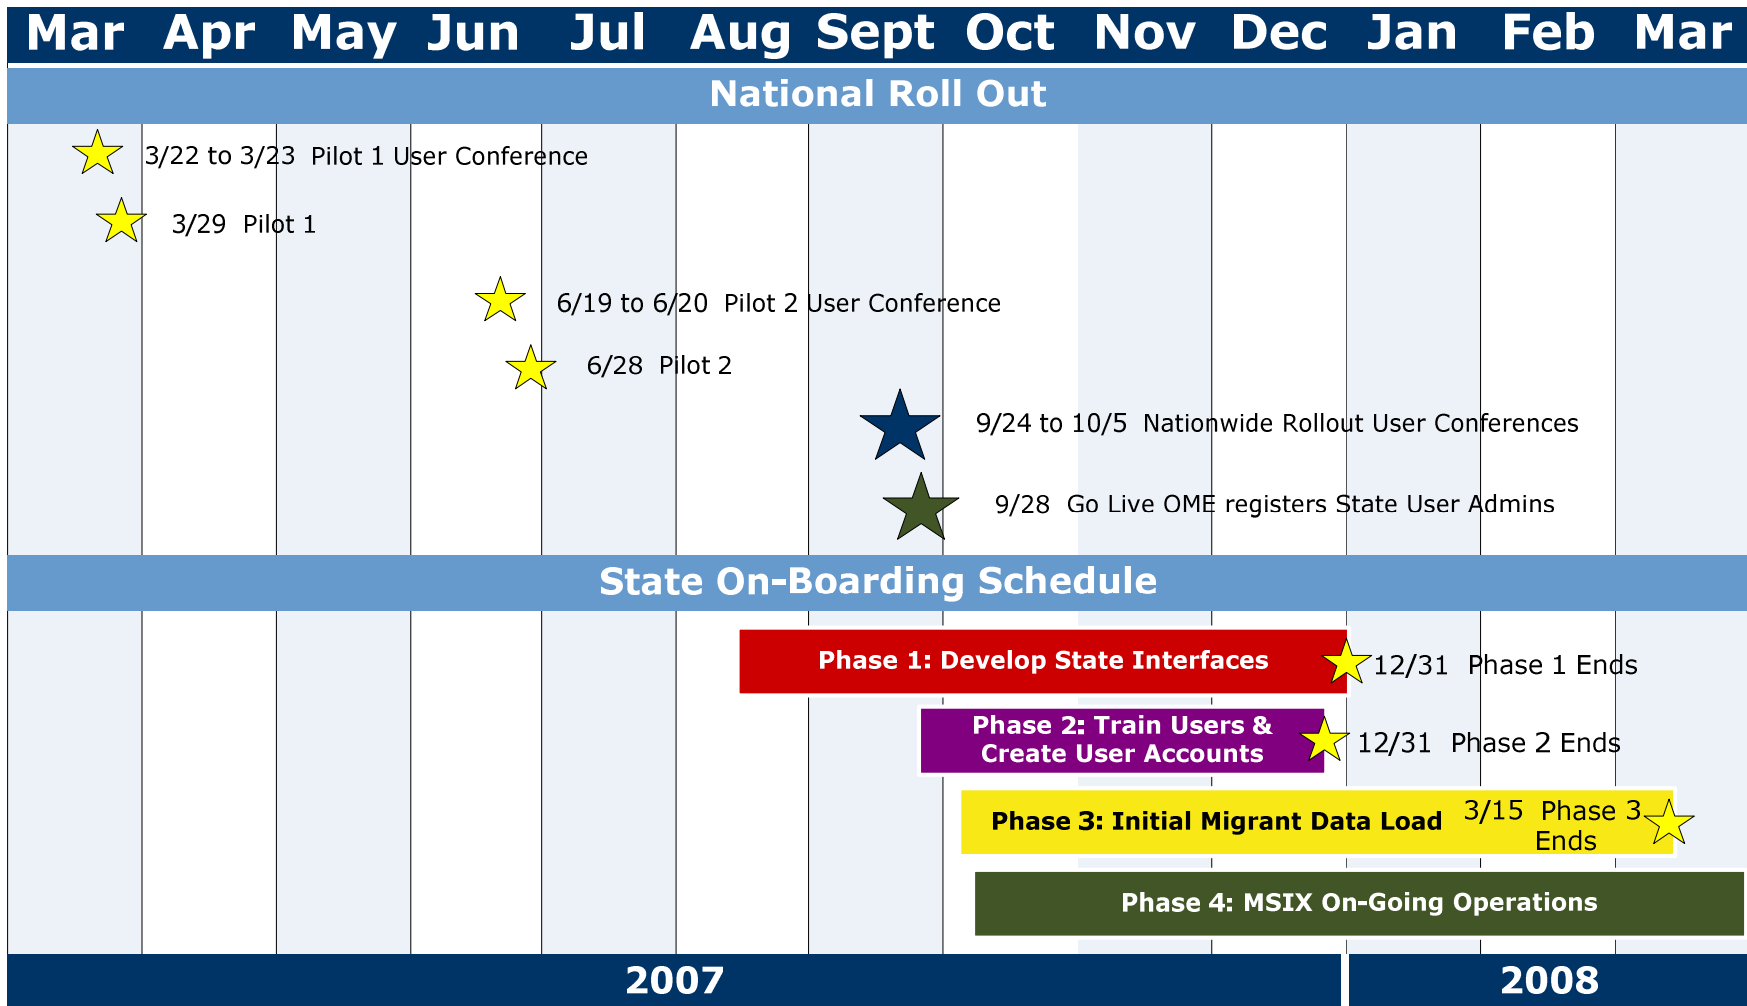 Mar Apr May Jun Jul Aug Sept Oct Nov Dec Jan Feb Mar
National Roll Out
3/22 to 3/23 Pilot 1 User Conference
3/29 Pilot 1
6/19 to 6/20 Pilot 2 User Conference
6/28 Pilot 2
9/24 to 10/5 Nationwide Rollout User Conferences
9/28 Go Live OME registers State User Admins
State On-Boarding Schedule
Phase 1: Develop State Interfaces
12/31 Phase 1 Ends
Phase 2: Train Users &
Create User Accounts
12/31 Phase 2 Ends
Phase 3: Initial Migrant Data Load
3/15 Phase 3
Ends
Phase 4: MSIX On-Going Operations
2007 2008